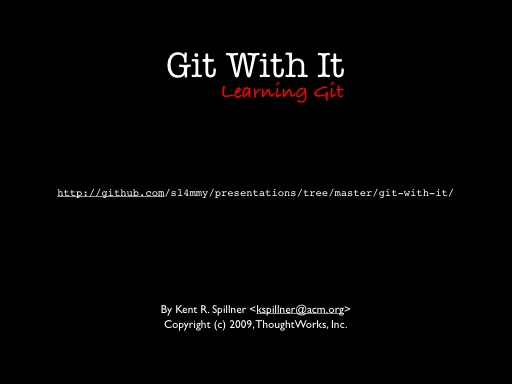 Git With It
Learning Git
http://github.com/sl4mmy/presentations/tree/master/git-with-it/
By Kent R. Spillner <kspillner@acm.org>
Copyright (c) 2009, ThoughtWorks, Inc.